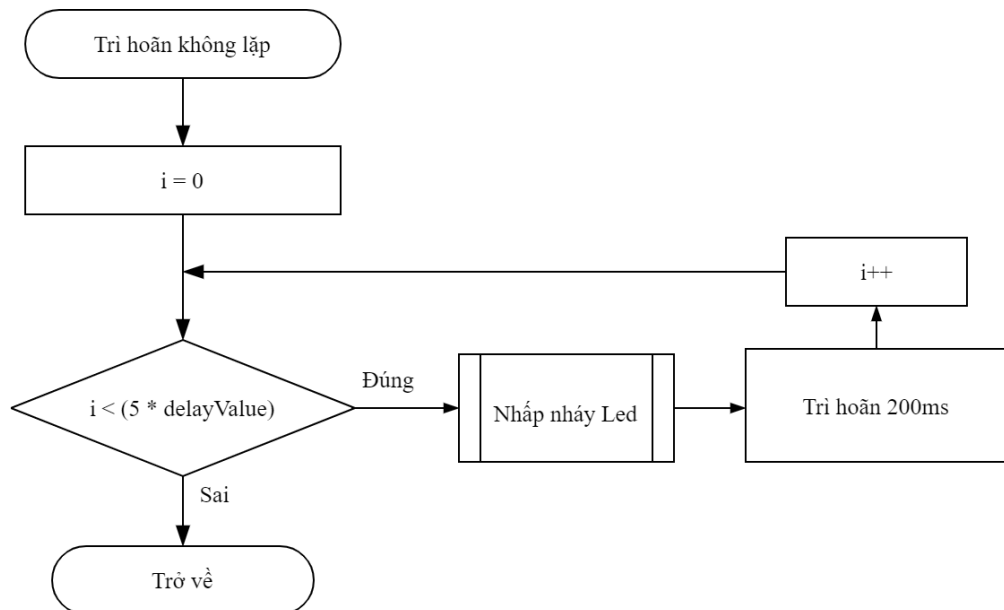 Trì hoãn không lặp
i = 0
i++
i < (5 * delayValue)
Đúng
Nhấp nháy Led
Trì hoãn 200ms
Sai
Trở về